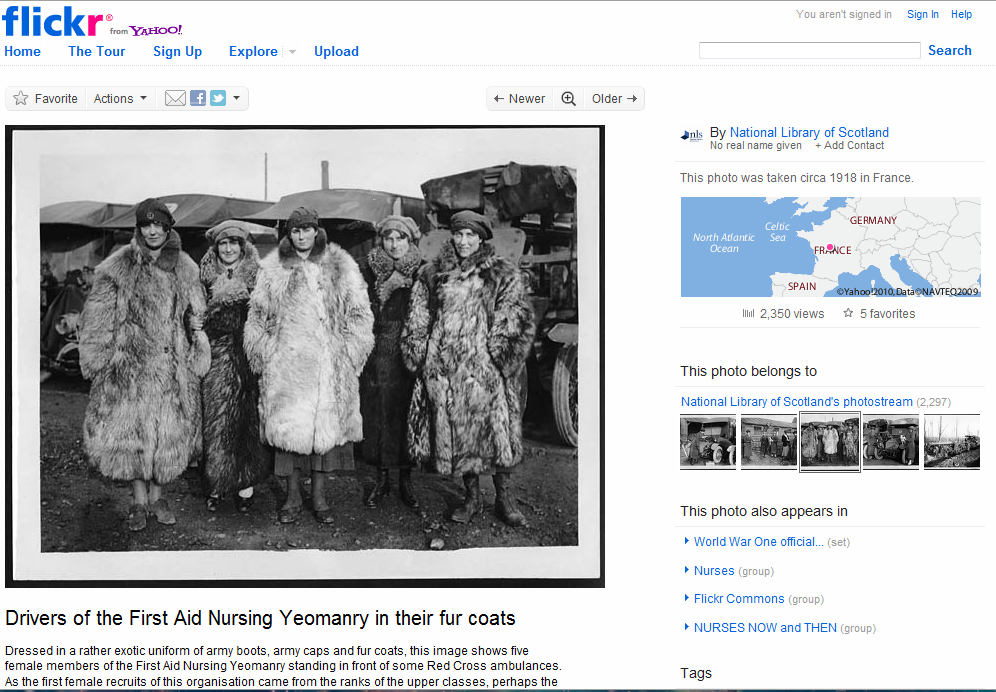 flickr® from YAHOO!
You aren't signed in Sign In Help
Home The Tour Sign Up Explore Upload
Search
Favorite Actions
← Newer Older →
By National Library of Scotland
No real name given + Add Contact
This photo was taken circa 1918 in France.
North Atlantic
Ocean
Celtic
Sea
GERMANY
FRANCE
SPAIN
©Yahoo!2010,Data©NAVTEQ2009
2,350 views 5 favorites
This photo belongs to
National Library of Scotland's photostream (2,297)
This photo also appears in
World War One official... (set)
Nurses (group)
Flickr Commons (group)
NURSES NOW and THEN (group)
Tags
Drivers of the First Aid Nursing Yeomanry in their fur coats
Dressed in a rather exotic uniform of army boots, army caps and fur coats, this image shows five
female members of the First Aid Nursing Yeomanry standing in front of some Red Cross ambulances.
As the first female recruits of this organisation came from the ranks of the upper classes, perhaps the